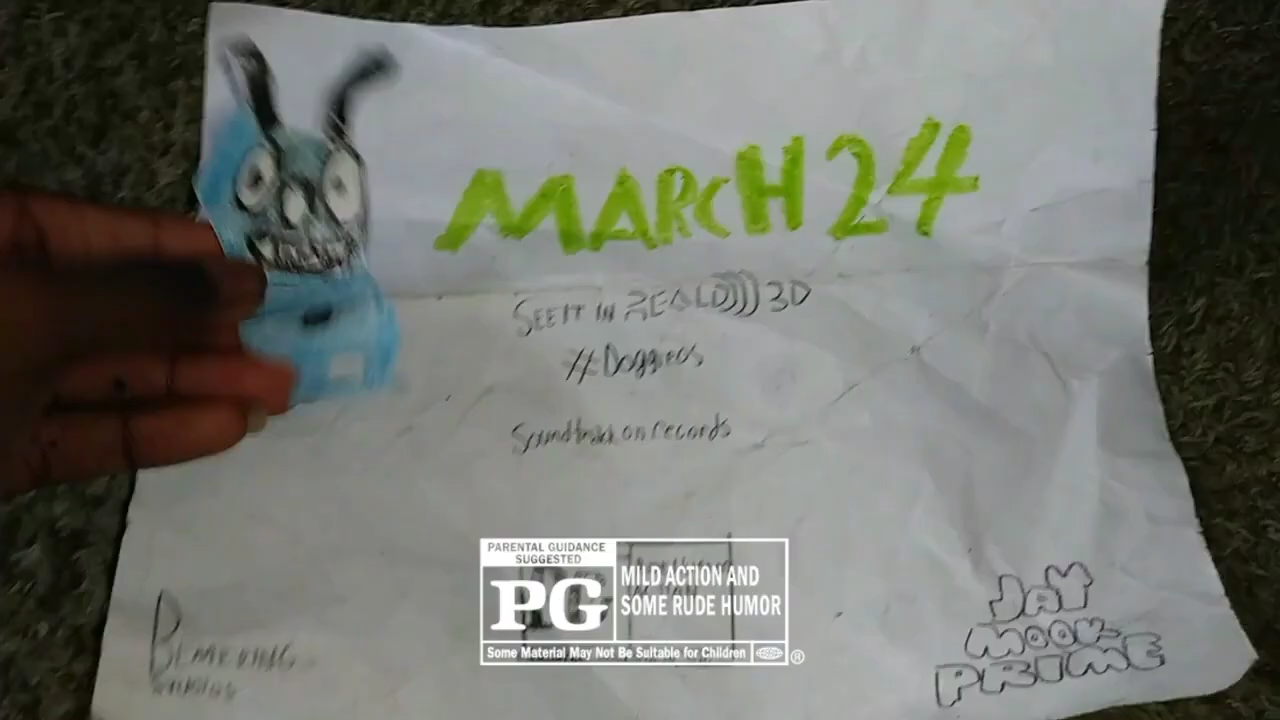 MARCH 24
SEE IT IN REALD))) 3D
#Doggies
Soundtrack on records
PARENTAL GUIDANCE
SUGGESTED
PG
MILD ACTION AND
SOME RUDE HUMOR
Some Material May Not Be Suitable for Children
®
JAY
MOOK-
PRIME